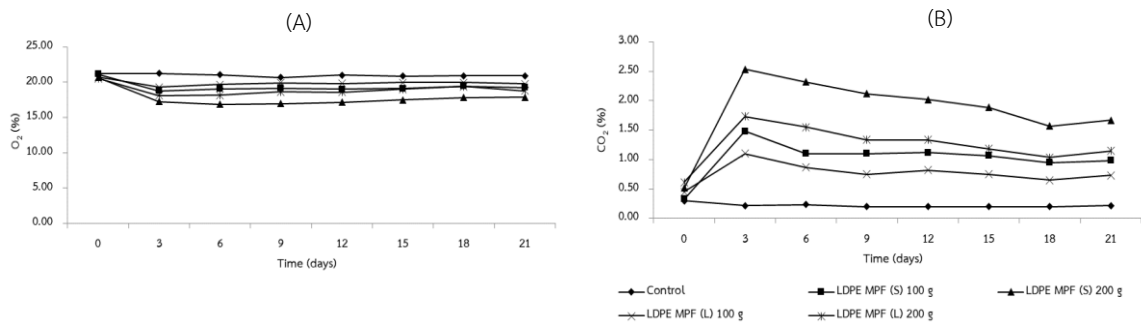 (A)
25.00
20.00
15.00
10.00
5.00
0.00
O₂ (%)
0 3 6 9 12 15 18 21
Time (days)
(B)
3.00
2.50
2.00
1.50
1.00
0.50
0.00
CO₂ (%)
0 3 6 9 12 15 18 21
Time (days)
Control LDPE MPF (S) 100 g LDPE MPF (S) 200 g
LDPE MPF (L) 100 g LDPE MPF (L) 200 g